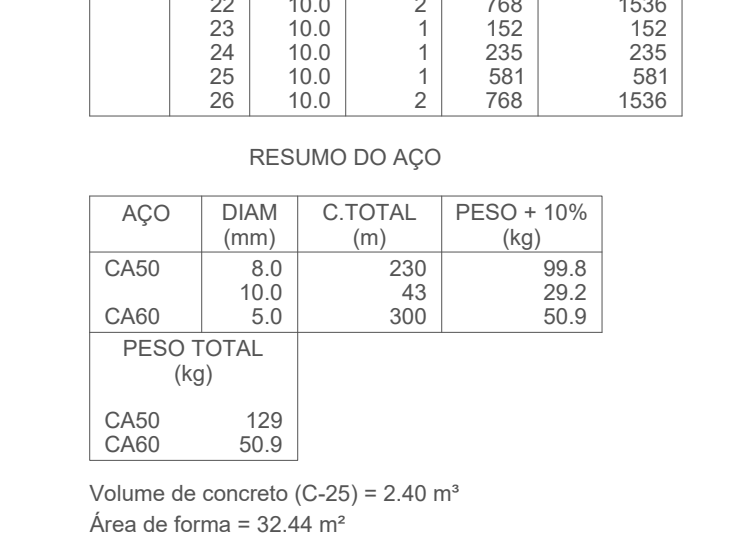 22 10.0 2 768 1536
23 10.0 1 152 152
24 10.0 1 235 235
25 10.0 1 581 581
26 10.0 2 768 1536
RESUMO DO AÇO
AÇO DIAM C.TOTAL PESO + 10%
(mm) (m) (kg)
CA50 8.0 230 99.8
10.0 43 29.2
CA60 5.0 300 50.9
PESO TOTAL
(kg)
CA50 129
CA60 50.9
Volume de concreto (C-25) = 2.40 m³
Área de forma = 32.44 m²